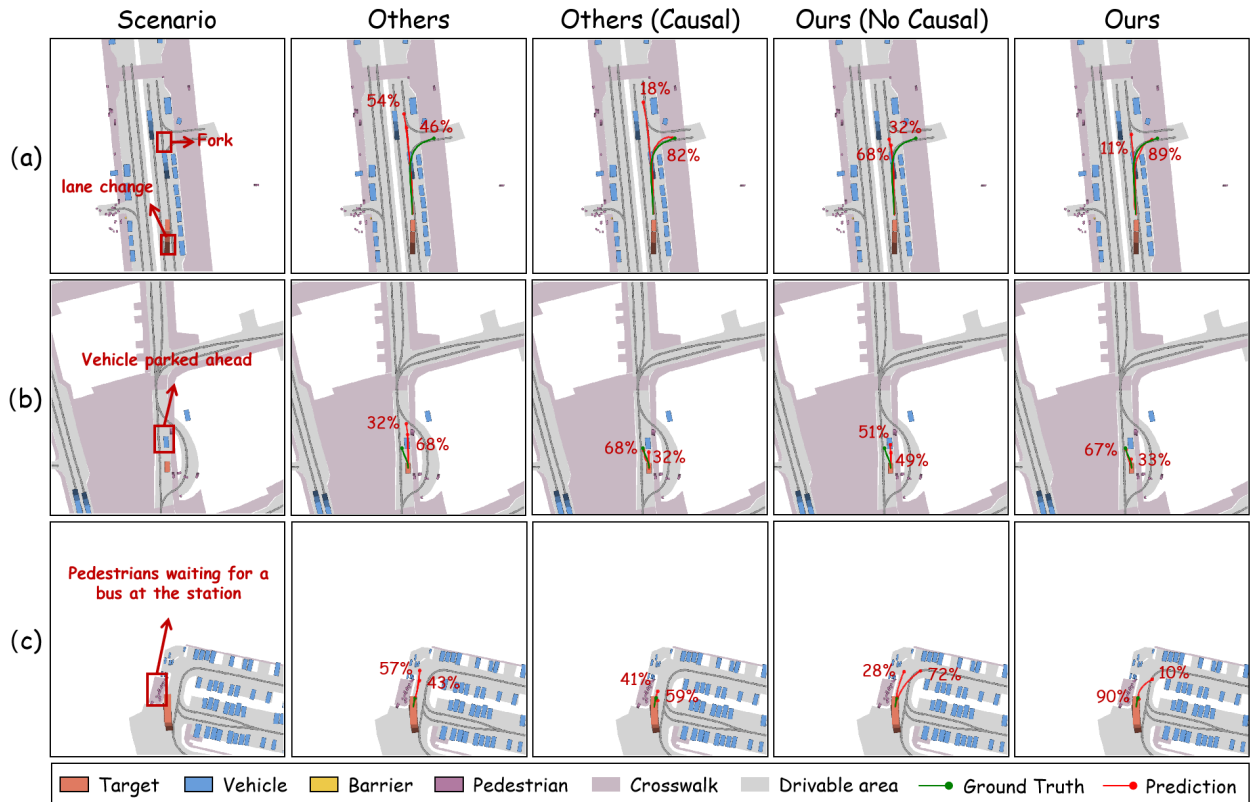 Scenario
Others
Others (Causal)
Ours (No Causal)
Ours
(a)
Fork
lane change
54%
46%
18%
82%
32%
68%
11%
89%
(b)
Vehicle parked ahead
32%
68%
68%
32%
51%
49%
67%
33%
(c)
Pedestrians waiting for a
bus at the station
57%
43%
41%
59%
28%
72%
90%
10%
Target
Vehicle
Barrier
Pedestrian
Crosswalk
Drivable area
Ground Truth
Prediction